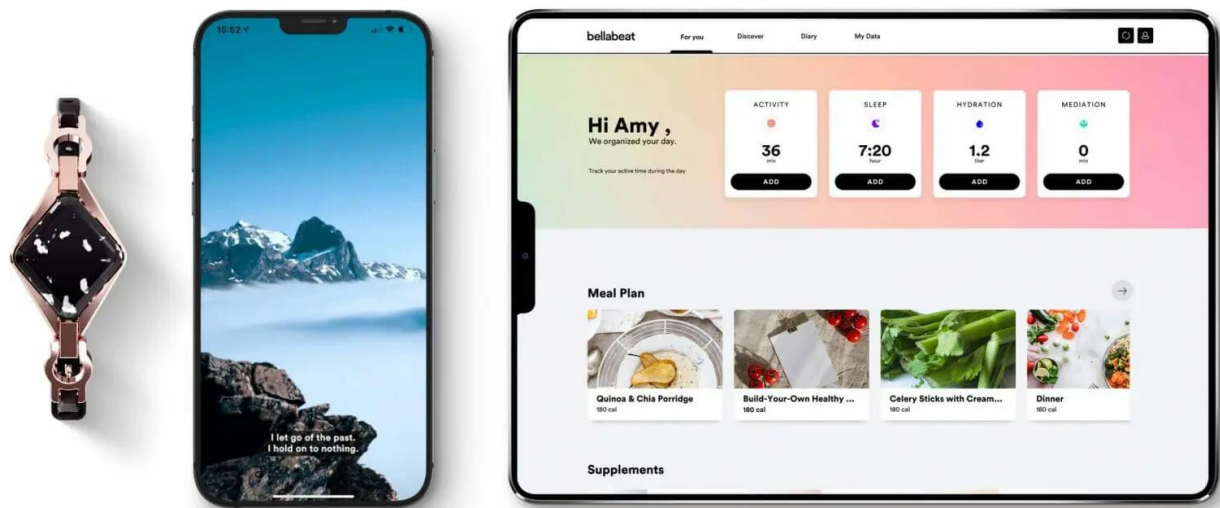 16:52
I let go of the past.
I hold on to nothing.
bellabeat
For you
Discover
Diary
My Data
Hi Amy ,
We organized your day.
Track your active time during the day
ACTIVITY
36
min
ADD
SLEEP
7:20
hour
ADD
HYDRATION
1.2
liter
ADD
MEDIATION
0
min
ADD
Meal Plan
Quinoa & Chia Porridge
180 cal
Build-Your-Own Healthy ...
180 cal
Celery Sticks with Cream...
180 cal
Dinner
180 cal
Supplements